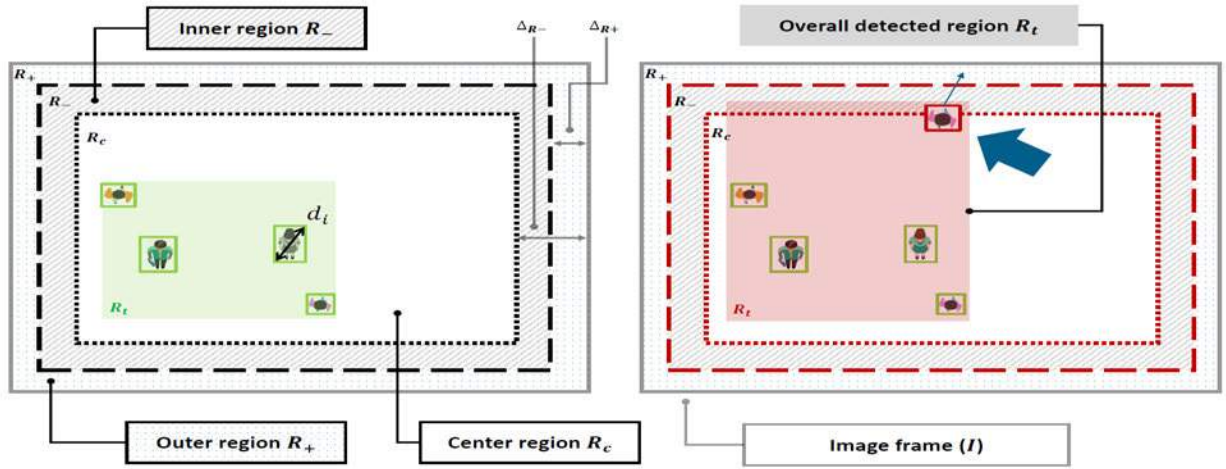 Inner region R₋
Δ_R₋
Δ_R₊
Overall detected region R_t
R₊
R₋
R_c
d_i
R_t
R₊
R₋
R_c
R_t
Outer region R₊
Center region R_c
Image frame (I)